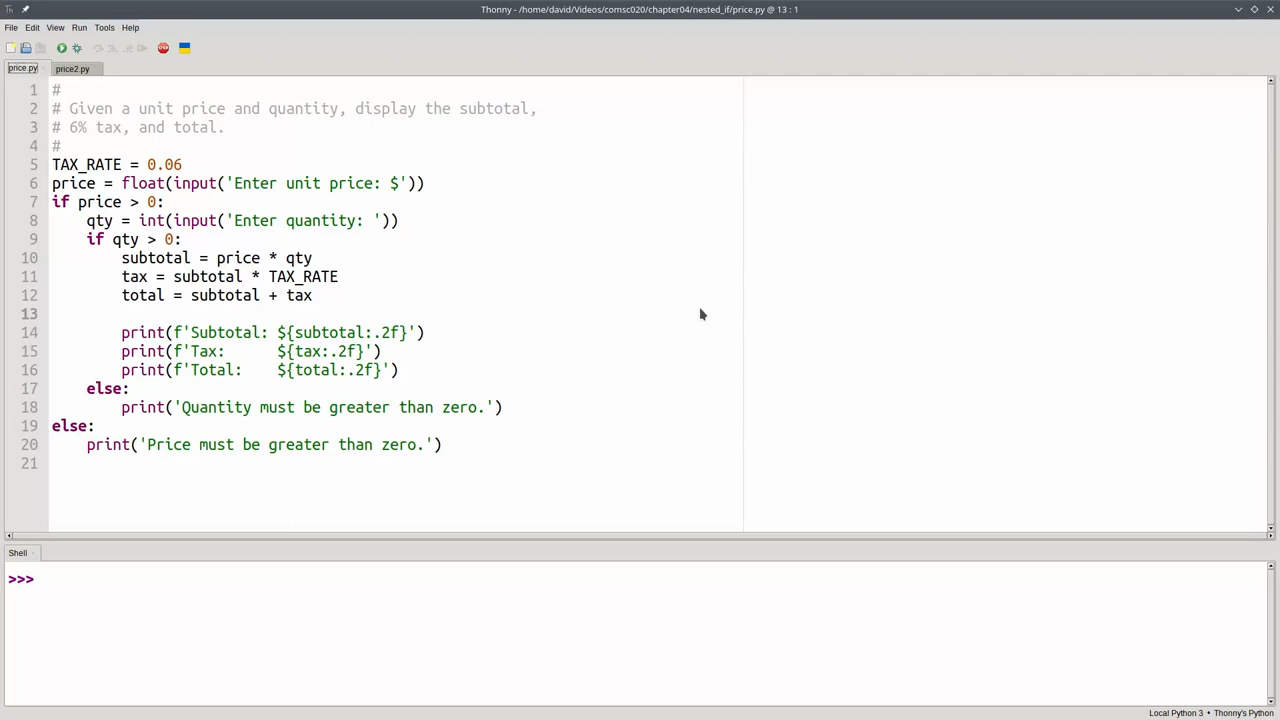 Thonny - /home/david/Videos/comsc020/chapter04/nested_if/price.py @ 13 : 1
File Edit View Run Tools Help
STOP
price.py price2.py
1 #
2 # Given a unit price and quantity, display the subtotal,
3 # 6% tax, and total.
4 #
5 TAX_RATE = 0.06
6 price = float(input('Enter unit price: $'))
7 if price > 0:
8     qty = int(input('Enter quantity: '))
9     if qty > 0:
10         subtotal = price * qty
11         tax = subtotal * TAX_RATE
12         total = subtotal + tax
13
14         print(f'Subtotal: ${subtotal:.2f}')
15         print(f'Tax:      ${tax:.2f}')
16         print(f'Total:    ${total:.2f}')
17     else:
18         print('Quantity must be greater than zero.')
19 else:
20     print('Price must be greater than zero.')
21
Shell
>>>
Local Python 3 • Thonny's Python